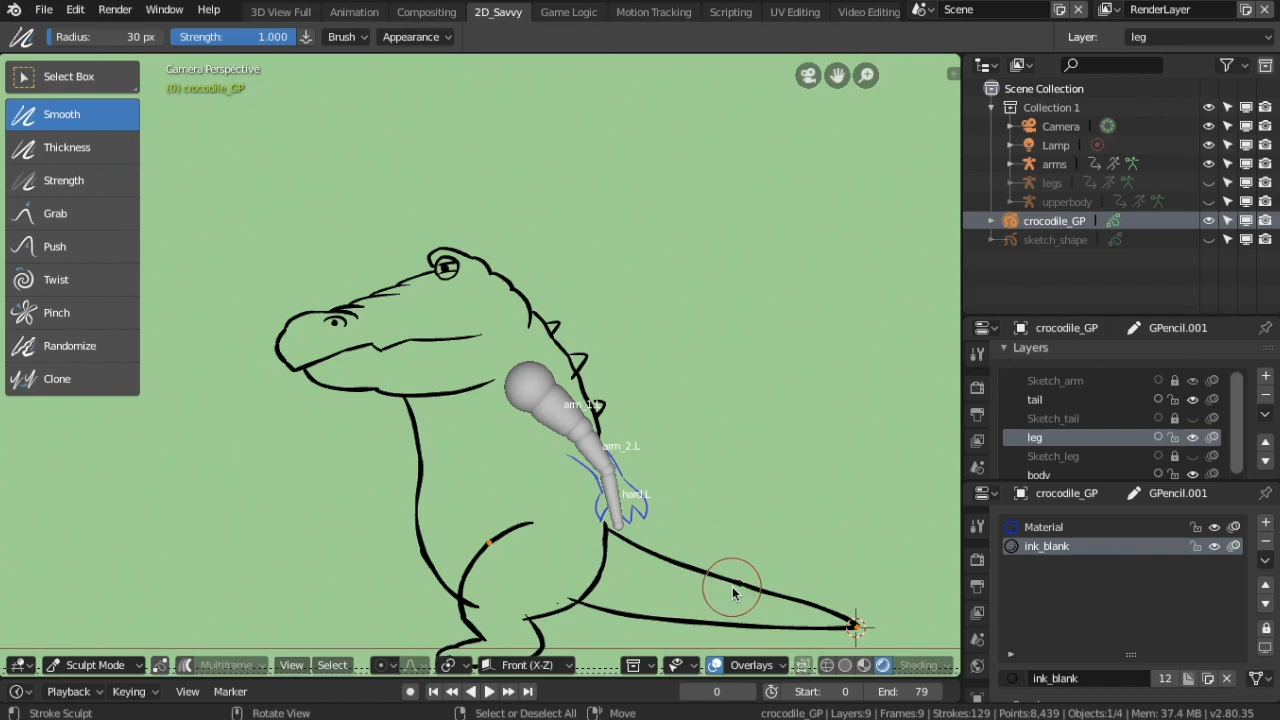 File Edit Render Window Help 3D View Full Animation Compositing 2D_Savvy Game Logic Motion Tracking Scripting UV Editing Video Editing Scene RenderLayer
Radius: 30 px Strength: 1.000 Brush Appearance Layer: leg
Select Box
Smooth
Thickness
Strength
Grab
Push
Twist
Pinch
Randomize
Clone
Camera Perspective
(0) crocodile_GP
arm_2.L
Scene Collection
Collection 1
Camera
Lamp
arms
legs
upperbody
crocodile_GP
sketch_shape
crocodile_GP GPencil.001
Layers
Sketch_arm
tail
Sketch_tail
leg
Sketch_leg
body
crocodile_GP GPencil.001
Material
ink_blank
ink_blank 12
Sculpt Mode Multiframe View Select Front (X-Z) Overlays Shading
Playback Keying View Marker 0 Start: 0 End: 79
Stroke Sculpt Rotate View Select or Deselect All Move crocodile_GP | Layers:9 | Frames:9 | Strokes:129 | Points:8,439 | Objects:1/4 | Mem: 37.4 MB | v2.80.35